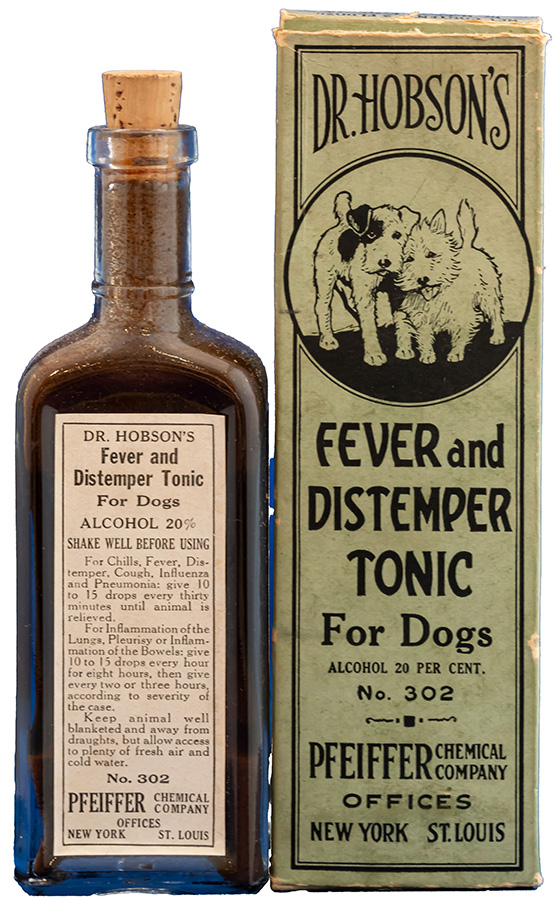 DR. HOBSON'S
Fever and
Distemper Tonic
For Dogs
ALCOHOL 20%
SHAKE WELL BEFORE USING
For Chills, Fever, Dis-
temper, Cough, Influenza
and Pneumonia: give 10
to 15 drops every thirty
minutes until animal is
relieved.
For Inflammation of the
Lungs, Pleurisy or Inflam-
mation of the Bowels: give
10 to 15 drops every hour
for eight hours, then give
every two or three hours,
according to severity of
the case.
Keep animal well
blanketed and away from
draughts, but allow access
to plenty of fresh air and
cold water.
No. 302
PFEIFFER CHEMICAL COMPANY
OFFICES
NEW YORK ST. LOUIS
DR. HOBSON'S
FEVER and
DISTEMPER
TONIC
For Dogs
ALCOHOL 20 PER CENT.
No. 302
PFEIFFER CHEMICAL COMPANY
OFFICES
NEW YORK ST. LOUIS